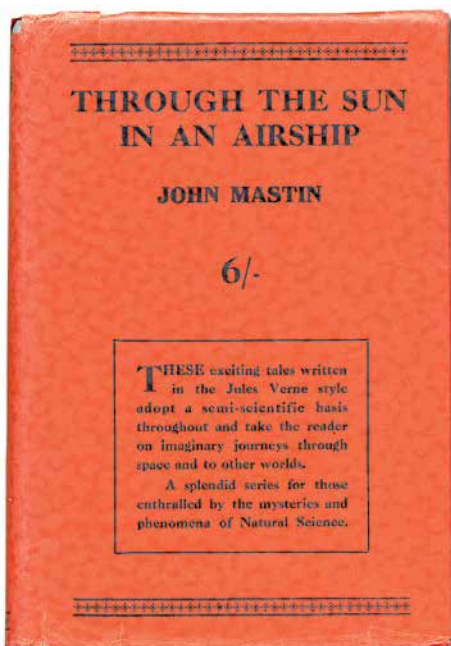 THROUGH THE SUN
IN AN AIRSHIP
JOHN MASTIN
6/-
THESE exciting tales written
in the Jules Verne style
adopt a semi-scientific basis
throughout and take the reader
on imaginary journeys through
space and to other worlds.
A splendid series for those
enthralled by the mysteries and
phenomena of Natural Science.